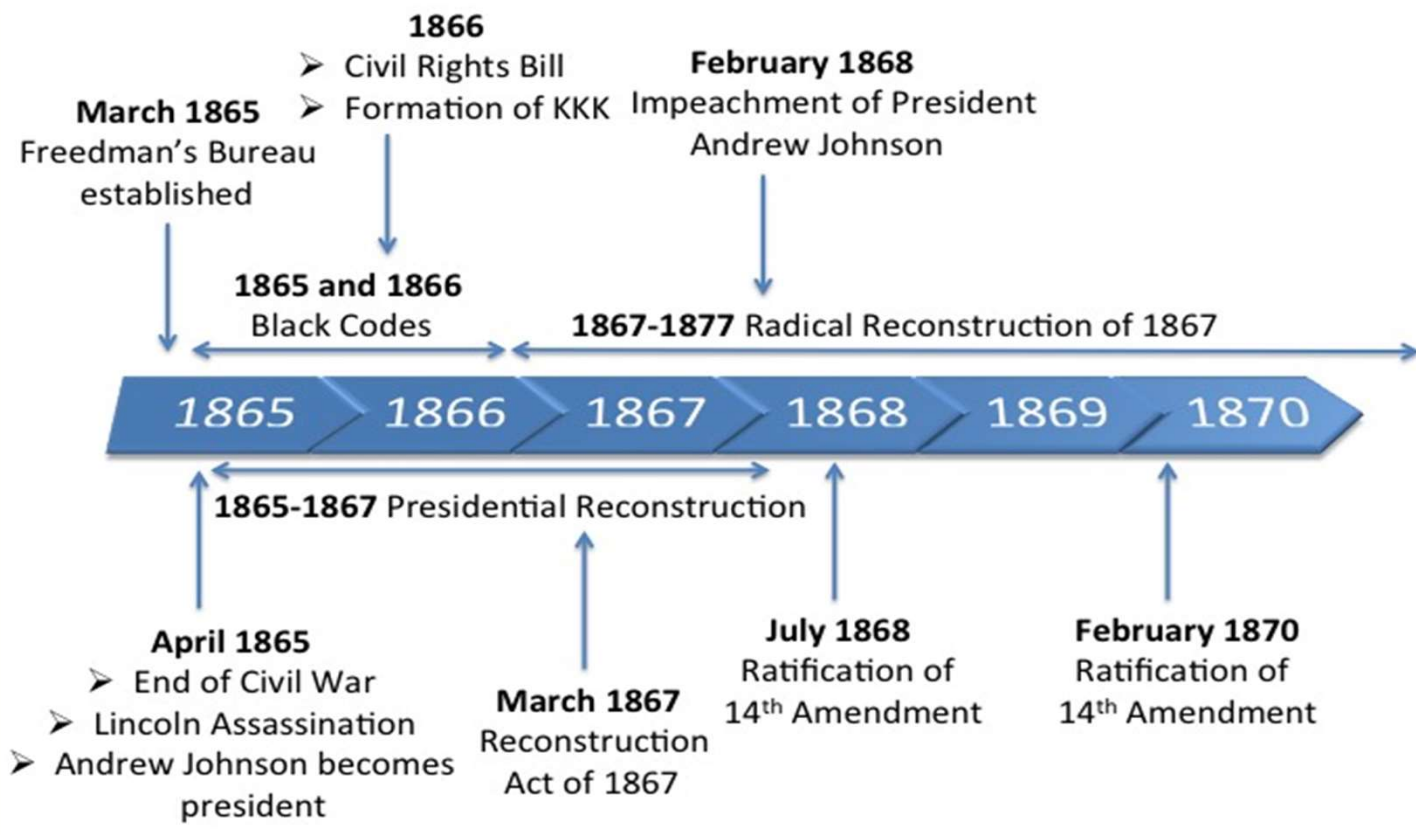 1866
➢ Civil Rights Bill
➢ Formation of KKK
February 1868
Impeachment of President
Andrew Johnson
March 1865
Freedman’s Bureau
established
1865 and 1866
Black Codes
1867-1877 Radical Reconstruction of 1867
1865 1866 1867 1868 1869 1870
1865-1867 Presidential Reconstruction
April 1865
➢ End of Civil War
➢ Lincoln Assassination
➢ Andrew Johnson becomes
president
March 1867
Reconstruction
Act of 1867
July 1868
Ratification of
14th Amendment
February 1870
Ratification of
14th Amendment